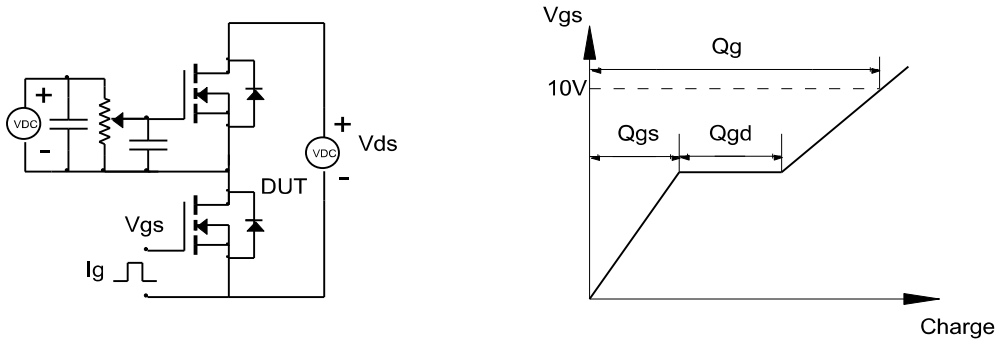 +
VDC
-
+
VDC
Vds
-
DUT
Vgs
Ig
Vgs
Qg
10V
Qgs
Qgd
Charge